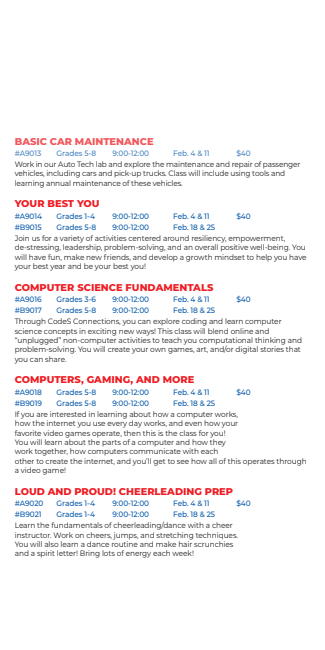 BASIC CAR MAINTENANCE
#A9013 Grades 5-8 9:00-12:00 Feb. 4 & 11 $40
Work in our Auto Tech lab and explore the maintenance and repair of passenger
vehicles, including cars and pick-up trucks. Class will include using tools and
learning annual maintenance of these vehicles.
YOUR BEST YOU
#A9014 Grades 1-4 9:00-12:00 Feb. 4 & 11 $40
#B9015 Grades 5-8 9:00-12:00 Feb. 18 & 25
Join us for a variety of activities centered around resiliency, empowerment,
de-stressing, leadership, problem-solving, and an overall positive well-being. You
will have fun, make new friends, and develop a growth mindset to help you have
your best year and be your best you!
COMPUTER SCIENCE FUNDAMENTALS
#A9016 Grades 3-6 9:00-12:00 Feb. 4 & 11 $40
#B9017 Grades 5-8 9:00-12:00 Feb. 18 & 25
Through CodeS Connections, you can explore coding and learn computer
science concepts in exciting new ways! This class will blend online and
"unplugged" non-computer activities to teach you computational thinking and
problem-solving. You will create your own games, art, and/or digital stories that
you can share.
COMPUTERS, GAMING, AND MORE
#A9018 Grades 5-8 9:00-12:00 Feb. 4 & 11 $40
#B9019 Grades 5-8 9:00-12:00 Feb. 18 & 25
If you are interested in learning about how a computer works,
how the internet you use every day works, and even how your
favorite video games operate, then this is the class for you!
You will learn about the parts of a computer and how they
work together, how computers communicate with each
other to create the internet, and you'll get to see how all of this operates through
a video game!
LOUD AND PROUD! CHEERLEADING PREP
#A9020 Grades 1-4 9:00-12:00 Feb. 4 & 11 $40
#B9021 Grades 1-4 9:00-12:00 Feb. 18 & 25
Learn the fundamentals of cheerleading/dance with a cheer
instructor. Work on cheers, jumps, and stretching techniques.
You will also learn a dance routine and make hair scrunchies
and a spirit letter! Bring lots of energy each week!